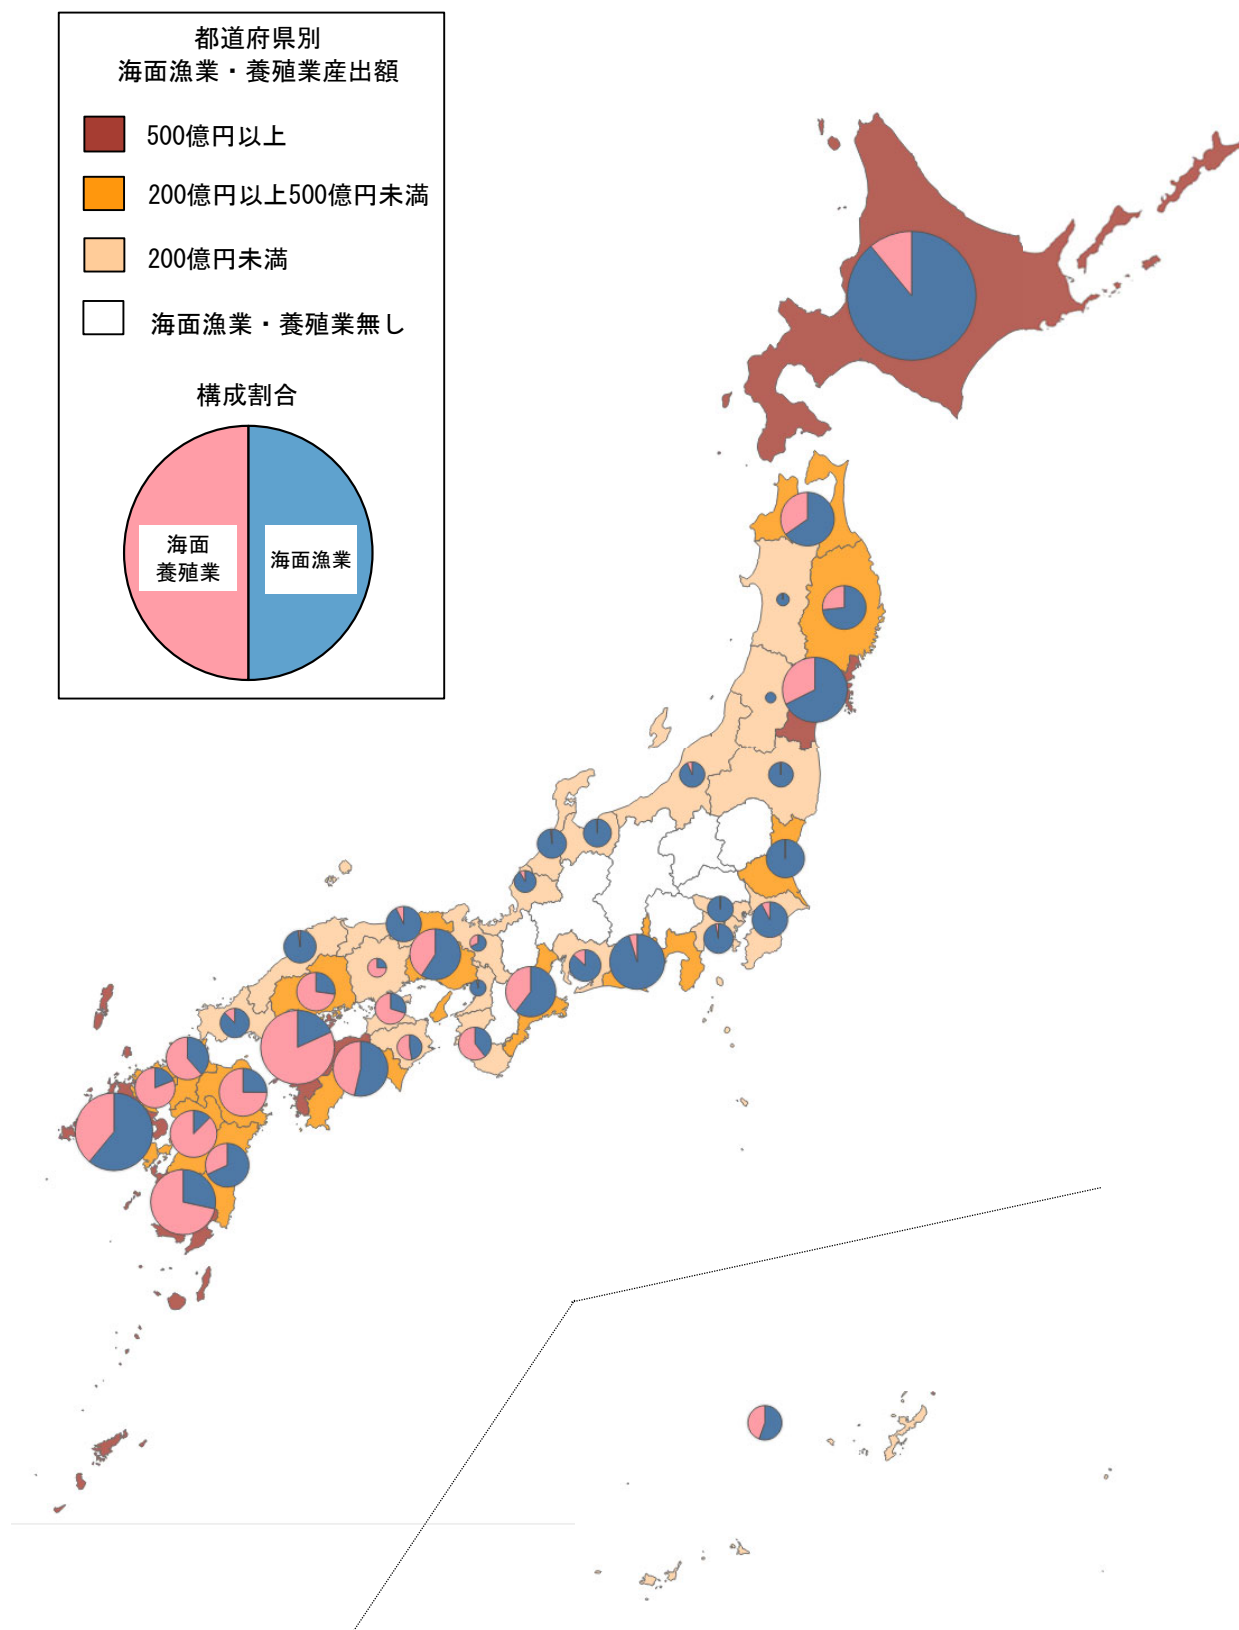 都道府県別
海面漁業・養殖業産出額
500億円以上
200億円以上500億円未満
200億円未満
海面漁業・養殖業無し
構成割合
海面
養殖業
海面漁業